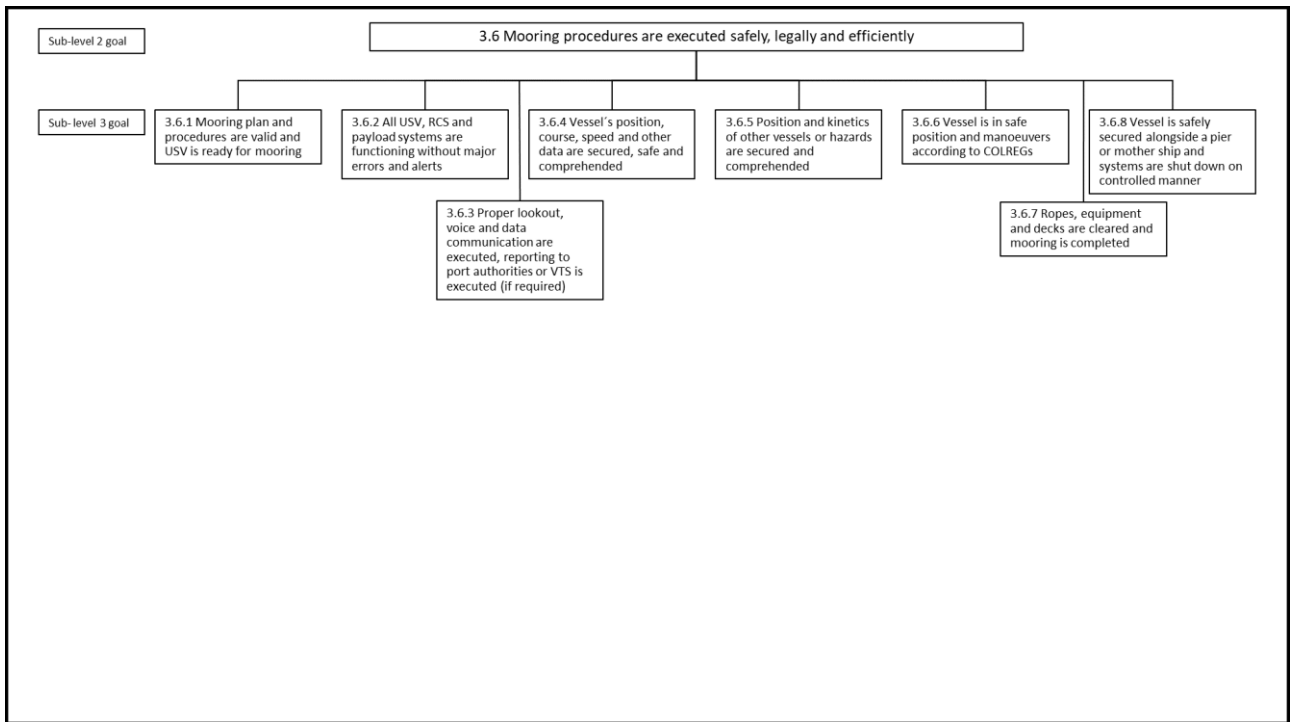 Sub-level 2 goal
3.6 Mooring procedures are executed safely, legally and efficiently
Sub- level 3 goal
3.6.1 Mooring plan and
procedures are valid and
USV is ready for mooring
3.6.2 All USV, RCS and
payload systems are
functioning without major
errors and alerts
3.6.3 Proper lookout,
voice and data
communication are
executed, reporting to
port authorities or VTS is
executed (if required)
3.6.4 Vessel´s position,
course, speed and other
data are secured, safe and
comprehended
3.6.5 Position and kinetics
of other vessels or hazards
are secured and
comprehended
3.6.6 Vessel is in safe
position and manoeuvers
according to COLREGs
3.6.7 Ropes, equipment
and decks are cleared and
mooring is completed
3.6.8 Vessel is safely
secured alongside a pier
or mother ship and
systems are shut down on
controlled manner